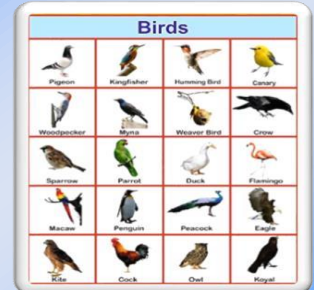 Birds
Pigeon Kingfisher Humming Bird Canary
Woodpecker Myna Weaver Bird Crow
Sparrow Parrot Duck Flamingo
Macaw Penguin Peacock Eagle
Kite Cock Owl Koyal